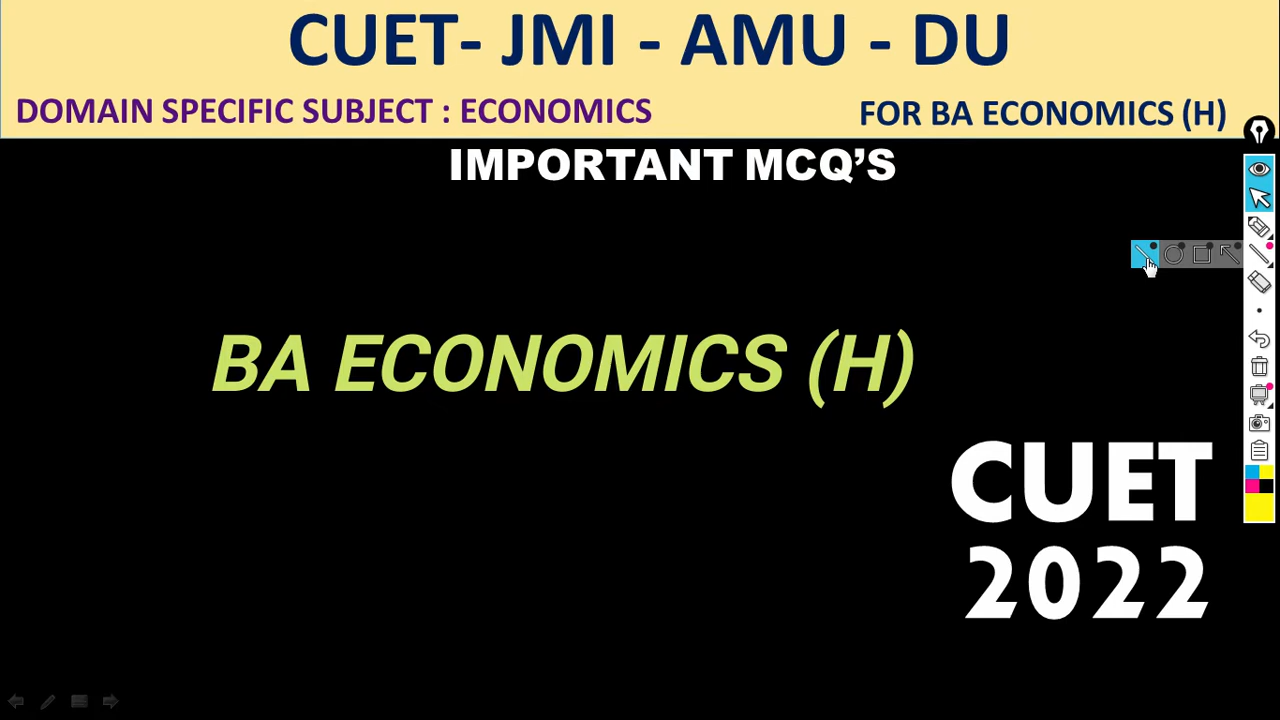 CUET- JMI - AMU - DU
DOMAIN SPECIFIC SUBJECT : ECONOMICS
FOR BA ECONOMICS (H)
IMPORTANT MCQ'S
BA ECONOMICS (H)
CUET
2022